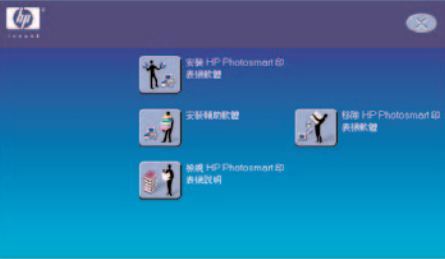 hp
invent
安裝 HP Photosmart 印
表機軟體
安裝輔助軟體
移除 HP Photosmart 印
表機軟體
檢視 HP Photosmart 印
表機說明